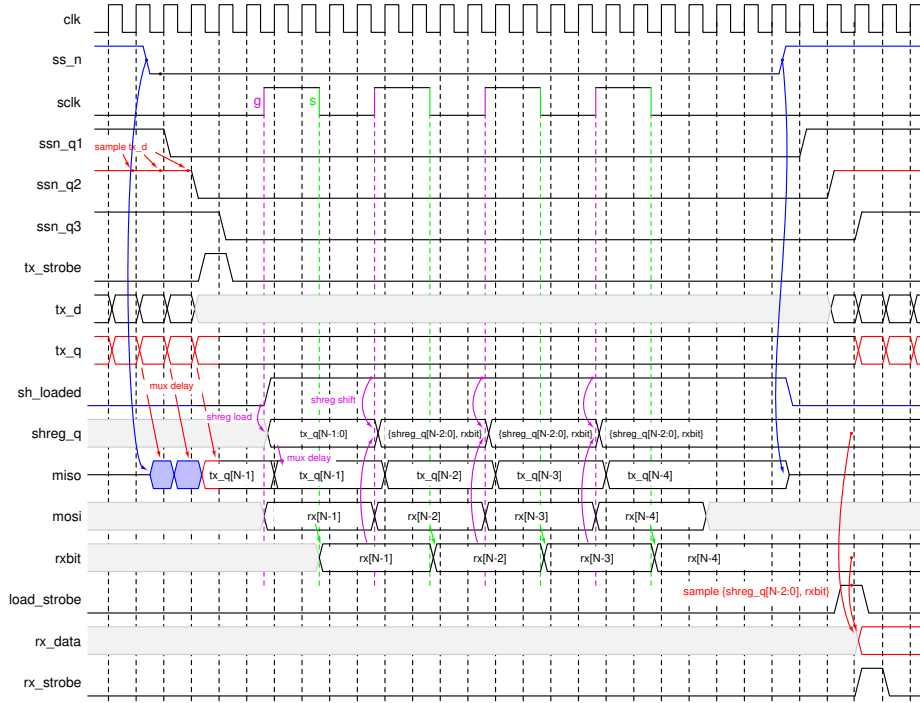 clk
ss_n
sclk g s
ssn_q1
sample tx_d
ssn_q2
ssn_q3
tx_strobe
tx_d
tx_q
mux delay
sh_loaded
shreg shift
shreg load
shreg_q tx_q[N-1:0] {shreg_q[N-2:0], rxbit} {shreg_q[N-2:0], rxbit} {shreg_q[N-2:0], rxbit}
mux delay
miso tx_q[N-1] tx_q[N-1] tx_q[N-2] tx_q[N-3] tx_q[N-4]
mosi rx[N-1] rx[N-2] rx[N-3] rx[N-4]
rxbit rx[N-1] rx[N-2] rx[N-3] rx[N-4]
sample {shreg_q[N-2:0], rxbit}
load_strobe
rx_data
rx_strobe